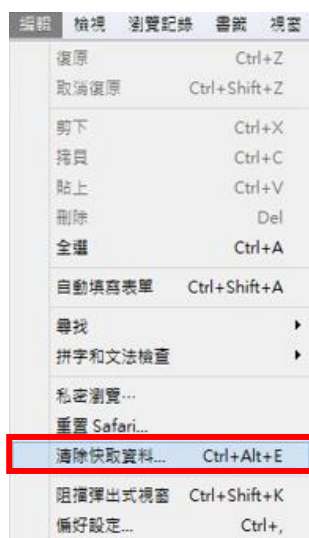 編輯 檢視 瀏覽記錄 書籤 視窗
復原 Ctrl+Z
取消復原 Ctrl+Shift+Z
剪下 Ctrl+X
拷貝 Ctrl+C
貼上 Ctrl+V
刪除 Del
全選 Ctrl+A
自動填寫表單 Ctrl+Shift+A
尋找
拼字和文法檢查
私密瀏覽…
重置 Safari...
清除快取資料... Ctrl+Alt+E
阻擋彈出式視窗 Ctrl+Shift+K
偏好設定... Ctrl+,